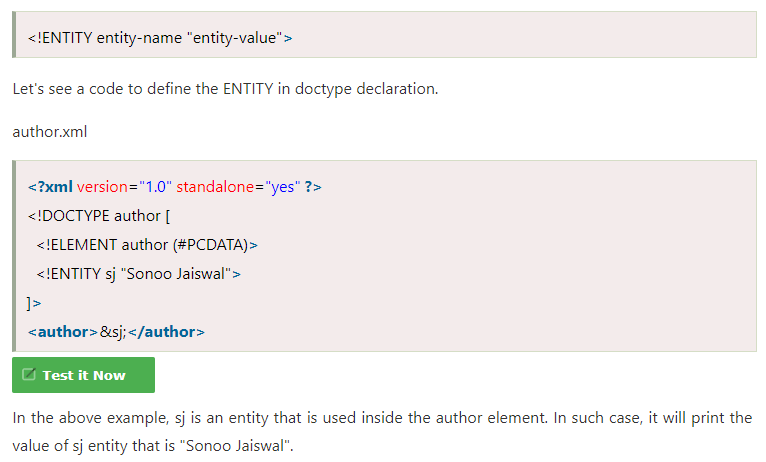 <!ENTITY entity-name "entity-value">
Let's see a code to define the ENTITY in doctype declaration.
author.xml
<?xml version="1.0" standalone="yes" ?>
<!DOCTYPE author [
<!ELEMENT author (#PCDATA)>
<!ENTITY sj "Sonoo Jaiswal">
]>
<author>&sj;</author>
Test it Now
In the above example, sj is an entity that is used inside the author element. In such case, it will print the
value of sj entity that is "Sonoo Jaiswal".